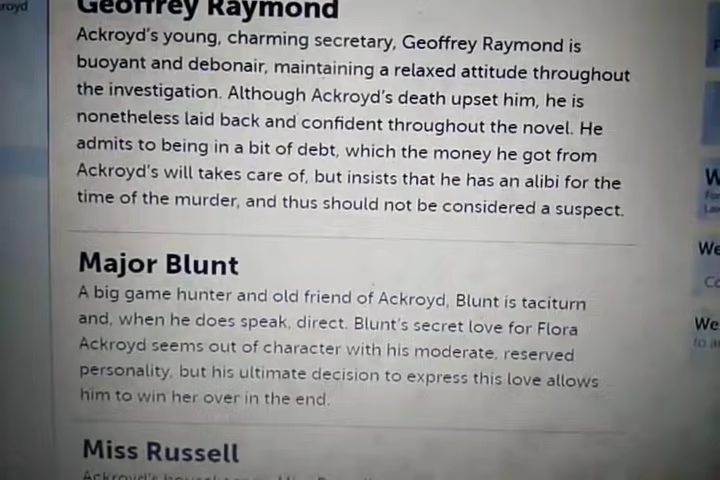 royd
Geoffrey Raymond
Ackroyd's young, charming secretary, Geoffrey Raymond is
buoyant and debonair, maintaining a relaxed attitude throughout
the investigation. Although Ackroyd's death upset him, he is
nonetheless laid back and confident throughout the novel. He
admits to being in a bit of debt, which the money he got from
Ackroyd's will takes care of, but insists that he has an alibi for the
time of the murder, and thus should not be considered a suspect.
Major Blunt
A big game hunter and old friend of Ackroyd, Blunt is taciturn
and, when he does speak, direct. Blunt's secret love for Flora
Ackroyd seems out of character with his moderate, reserved
personality, but his ultimate decision to express this love allows
him to win her over in the end.
Miss Russell
W
We
We